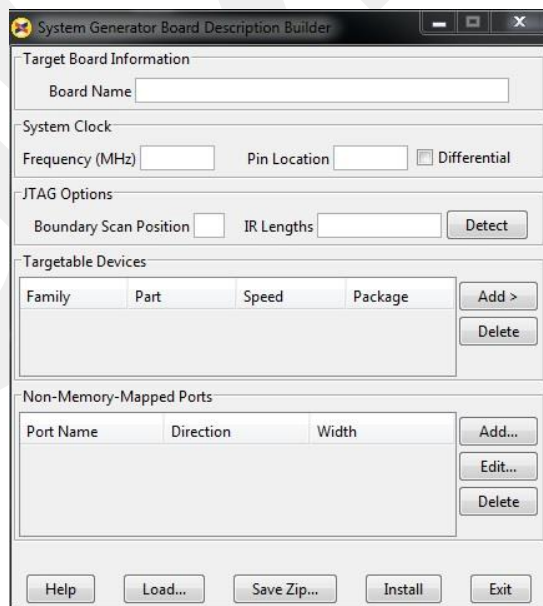 System Generator Board Description Builder
Target Board Information
Board Name
System Clock
Frequency (MHz) Pin Location Differential
JTAG Options
Boundary Scan Position IR Lengths Detect
Targetable Devices
Family Part Speed Package Add >
Delete
Non-Memory-Mapped Ports
Port Name Direction Width Add...
Edit...
Delete
Help Load... Save Zip... Install Exit